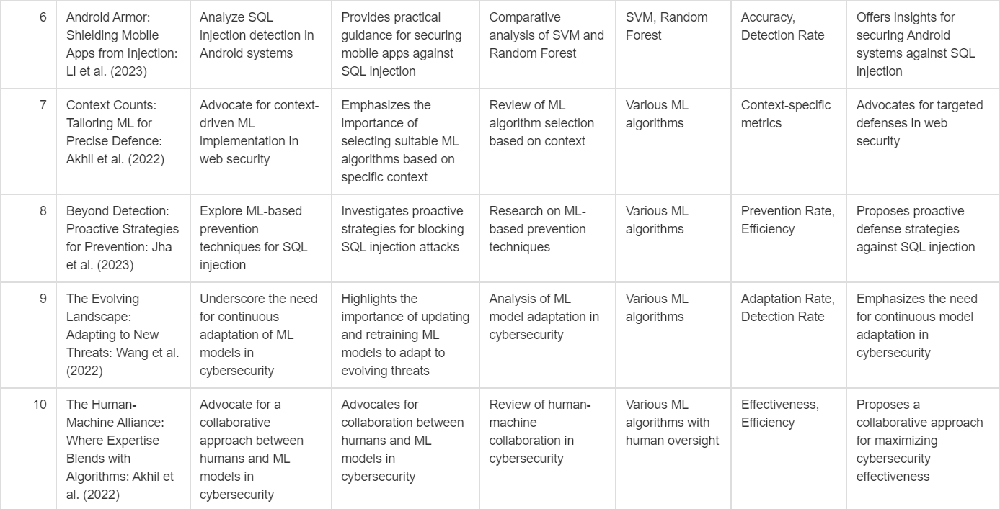 6
Android Armor:
Shielding Mobile
Apps from Injection:
Li et al. (2023)
Analyze SQL
injection detection in
Android systems
Provides practical
guidance for securing
mobile apps against
SQL injection
Comparative
analysis of SVM and
Random Forest
SVM, Random
Forest
Accuracy,
Detection Rate
Offers insights for
securing Android
systems against SQL
injection
7
Context Counts:
Tailoring ML for
Precise Defence:
Akhil et al. (2022)
Advocate for context-
driven ML
implementation in
web security
Emphasizes the
importance of
selecting suitable ML
algorithms based on
specific context
Review of ML
algorithm selection
based on context
Various ML
algorithms
Context-specific
metrics
Advocates for targeted
defenses in web
security
8
Beyond Detection:
Proactive Strategies
for Prevention: Jha
et al. (2023)
Explore ML-based
prevention
techniques for SQL
injection
Investigates proactive
strategies for blocking
SQL injection attacks
Research on ML-
based prevention
techniques
Various ML
algorithms
Prevention Rate,
Efficiency
Proposes proactive
defense strategies
against SQL injection
9
The Evolving
Landscape:
Adapting to New
Threats: Wang et al.
(2022)
Underscore the need
for continuous
adaptation of ML
models in
cybersecurity
Highlights the
importance of updating
and retraining ML
models to adapt to
evolving threats
Analysis of ML
model adaptation in
cybersecurity
Various ML
algorithms
Adaptation Rate,
Detection Rate
Emphasizes the need
for continuous model
adaptation in
cybersecurity
10
The Human-
Machine Alliance:
Where Expertise
Blends with
Algorithms: Akhil et
al. (2022)
Advocate for a
collaborative
approach between
humans and ML
models in
cybersecurity
Advocates for
collaboration between
humans and ML
models in
cybersecurity
Review of human-
machine
collaboration in
cybersecurity
Various ML
algorithms with
human oversight
Effectiveness,
Efficiency
Proposes a
collaborative approach
for maximizing
cybersecurity
effectiveness